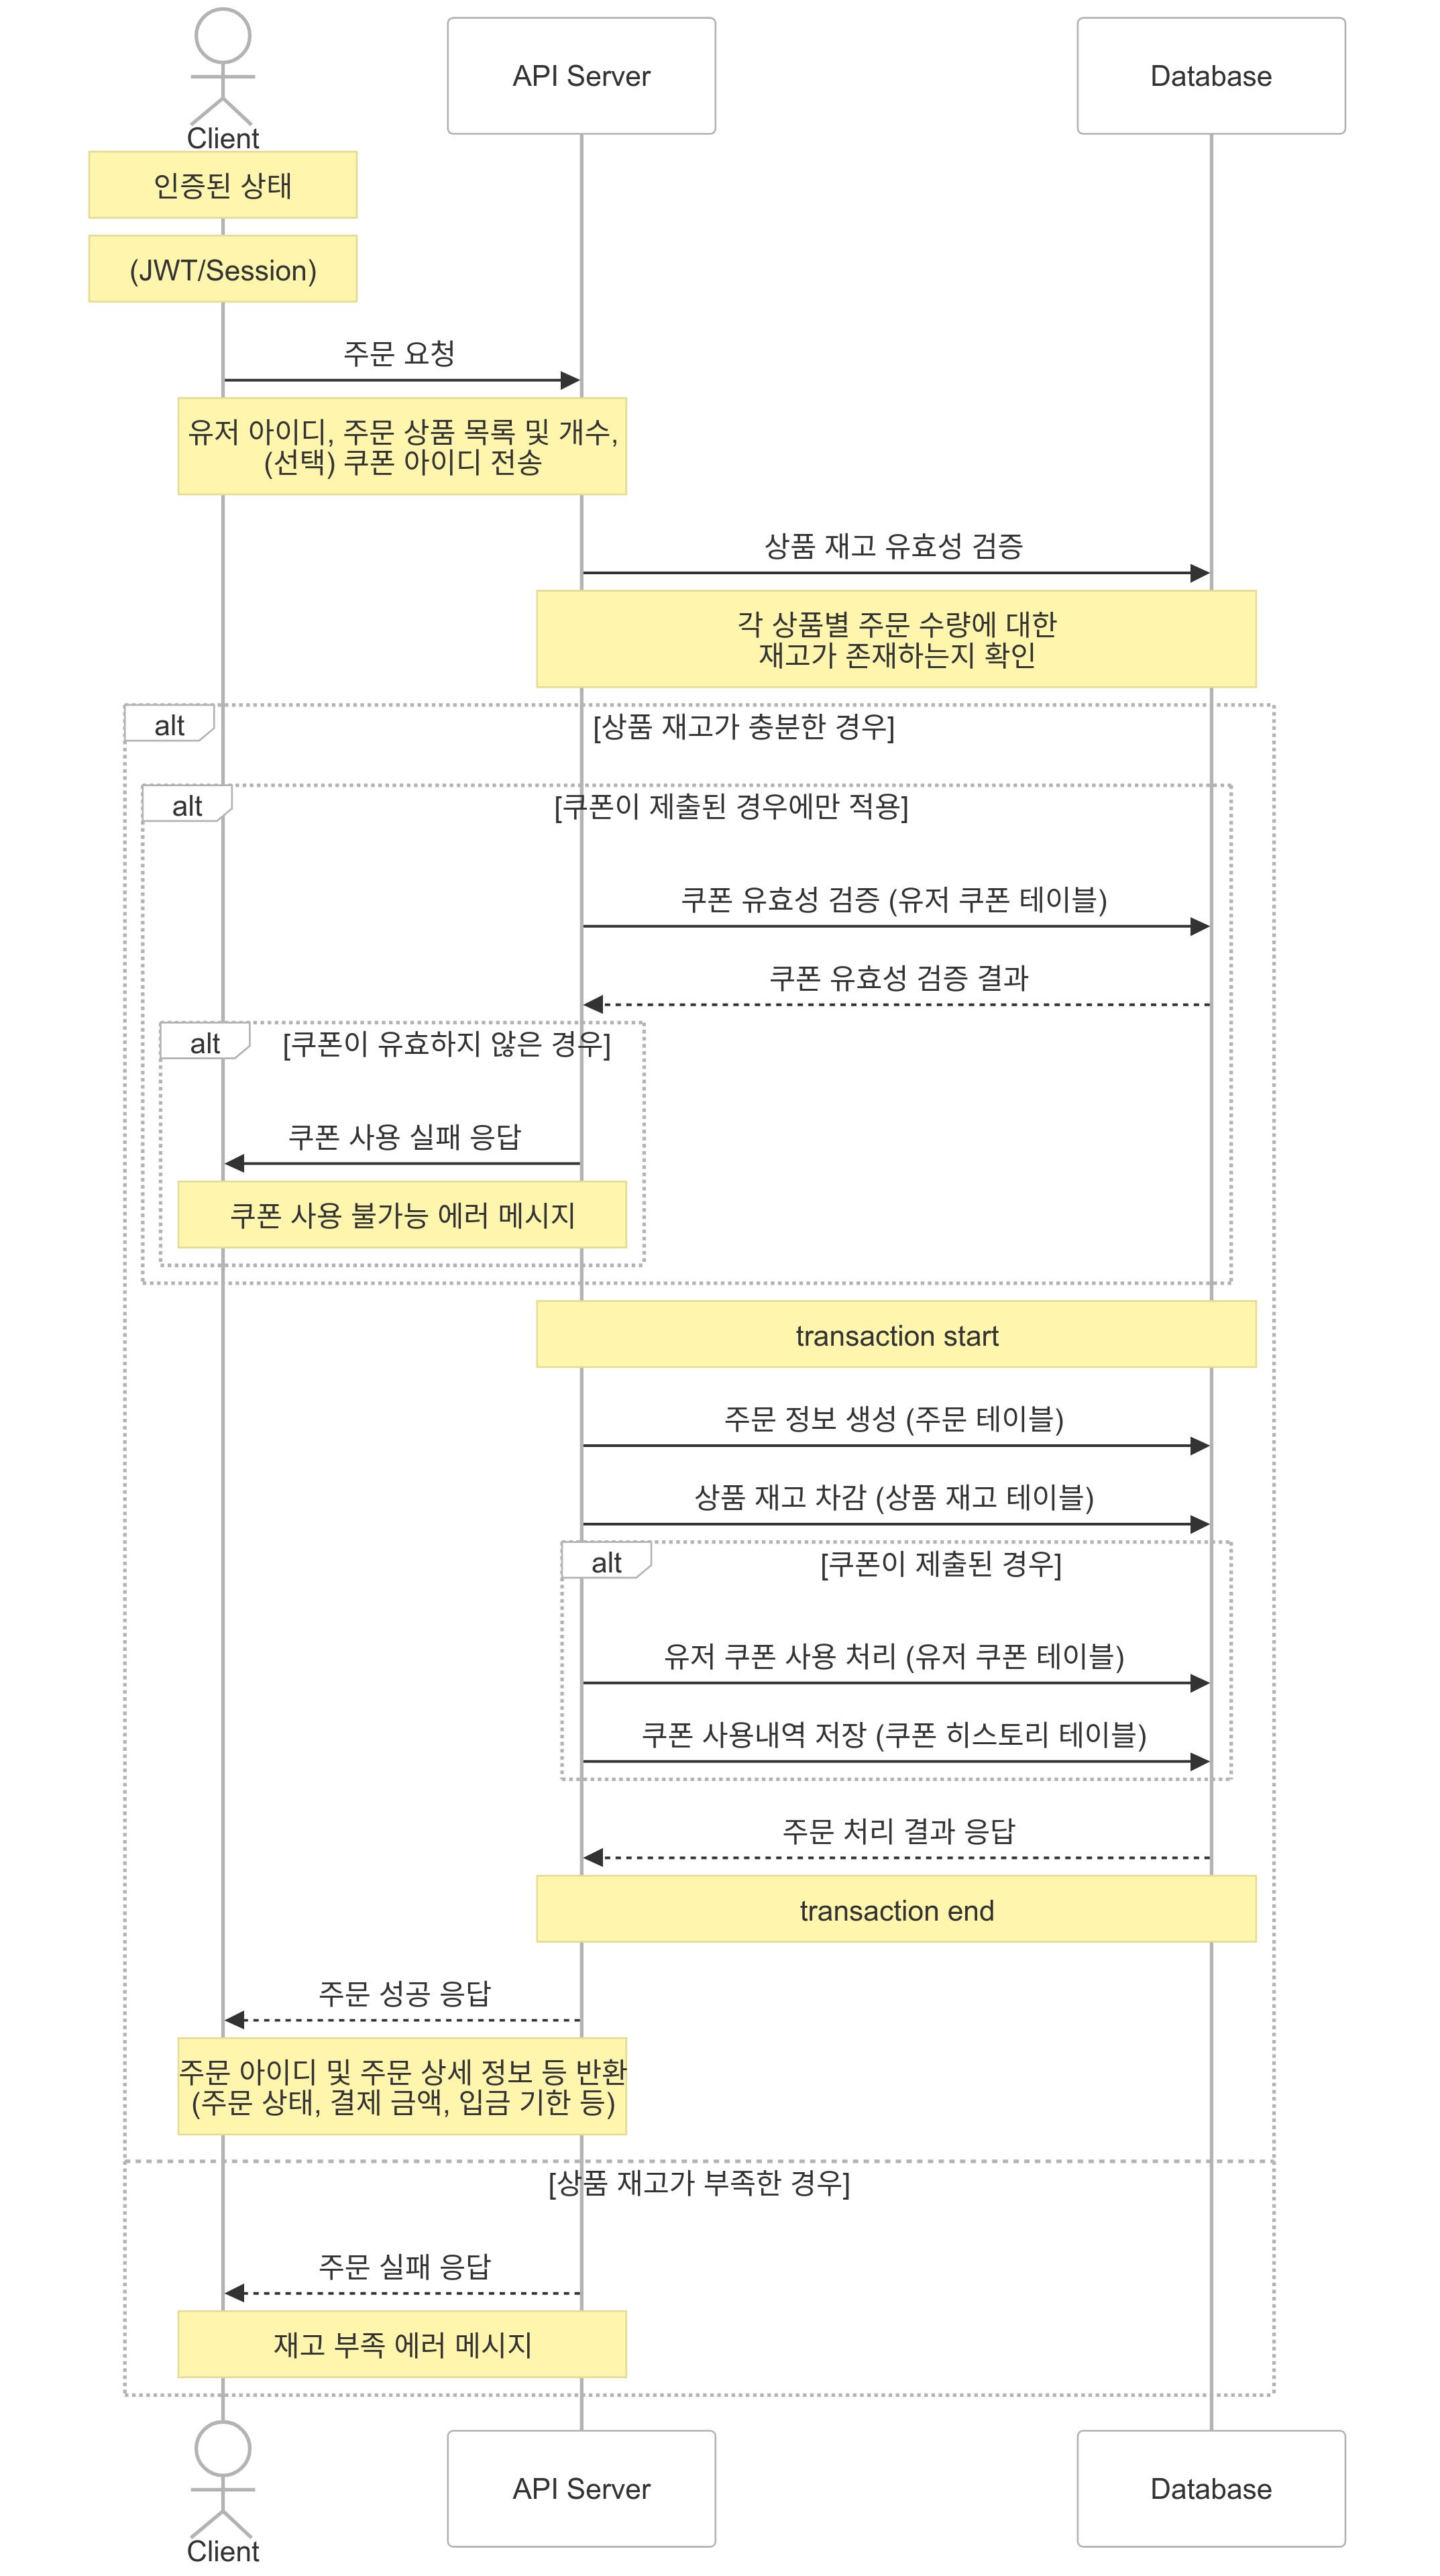 Client
API Server
Database
인증된 상태
(JWT/Session)
주문 요청
유저 아이디, 주문 상품 목록 및 개수,
(선택) 쿠폰 아이디 전송
상품 재고 유효성 검증
각 상품별 주문 수량에 대한
재고가 존재하는지 확인
alt
[상품 재고가 충분한 경우]
alt
[쿠폰이 제출된 경우에만 적용]
쿠폰 유효성 검증 (유저 쿠폰 테이블)
쿠폰 유효성 검증 결과
alt
[쿠폰이 유효하지 않은 경우]
쿠폰 사용 실패 응답
쿠폰 사용 불가능 에러 메시지
transaction start
주문 정보 생성 (주문 테이블)
상품 재고 차감 (상품 재고 테이블)
alt
[쿠폰이 제출된 경우]
유저 쿠폰 사용 처리 (유저 쿠폰 테이블)
쿠폰 사용내역 저장 (쿠폰 히스토리 테이블)
주문 처리 결과 응답
transaction end
주문 성공 응답
주문 아이디 및 주문 상세 정보 등 반환
(주문 상태, 결제 금액, 입금 기한 등)
[상품 재고가 부족한 경우]
주문 실패 응답
재고 부족 에러 메시지
Client
API Server
Database